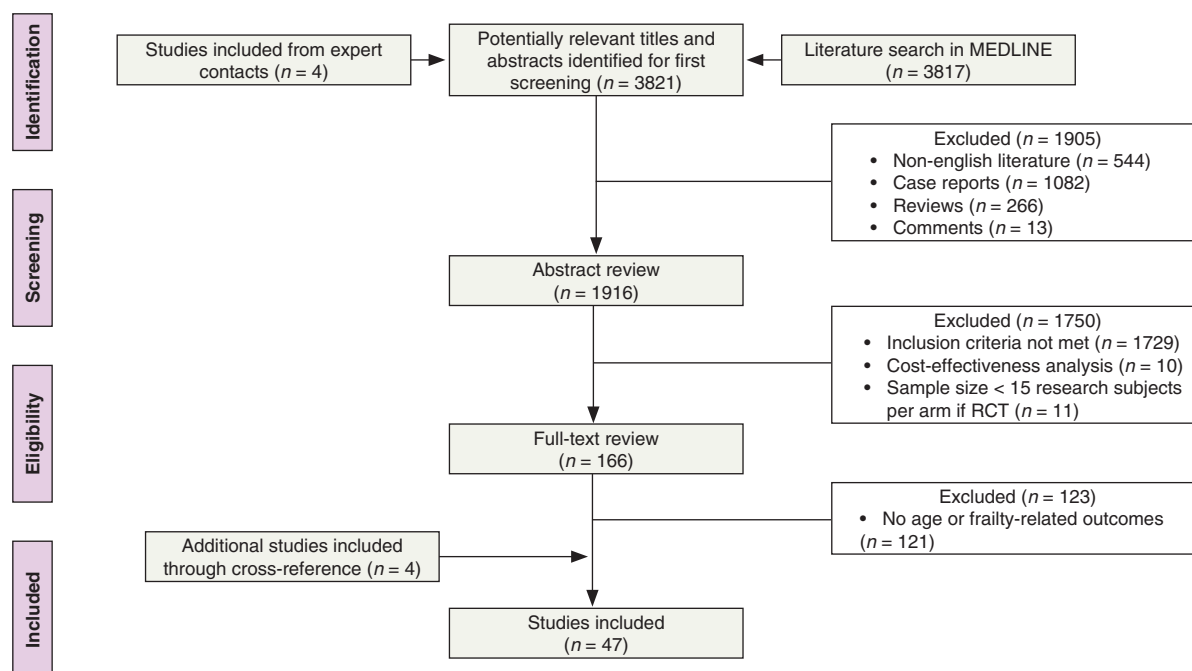 Identification
Studies included from expert
contacts (n = 4)
Potentially relevant titles and
abstracts identified for first
screening (n = 3821)
Literature search in MEDLINE
(n = 3817)
Excluded (n = 1905)
• Non-english literature (n = 544)
• Case reports (n = 1082)
• Reviews (n = 266)
• Comments (n = 13)
Screening
Abstract review
(n = 1916)
Excluded (n = 1750)
• Inclusion criteria not met (n = 1729)
• Cost-effectiveness analysis (n = 10)
• Sample size < 15 research subjects
per arm if RCT (n = 11)
Eligibility
Full-text review
(n = 166)
Excluded (n = 123)
• No age or frailty-related outcomes
(n = 121)
Additional studies included
through cross-reference (n = 4)
Included
Studies included
(n = 47)